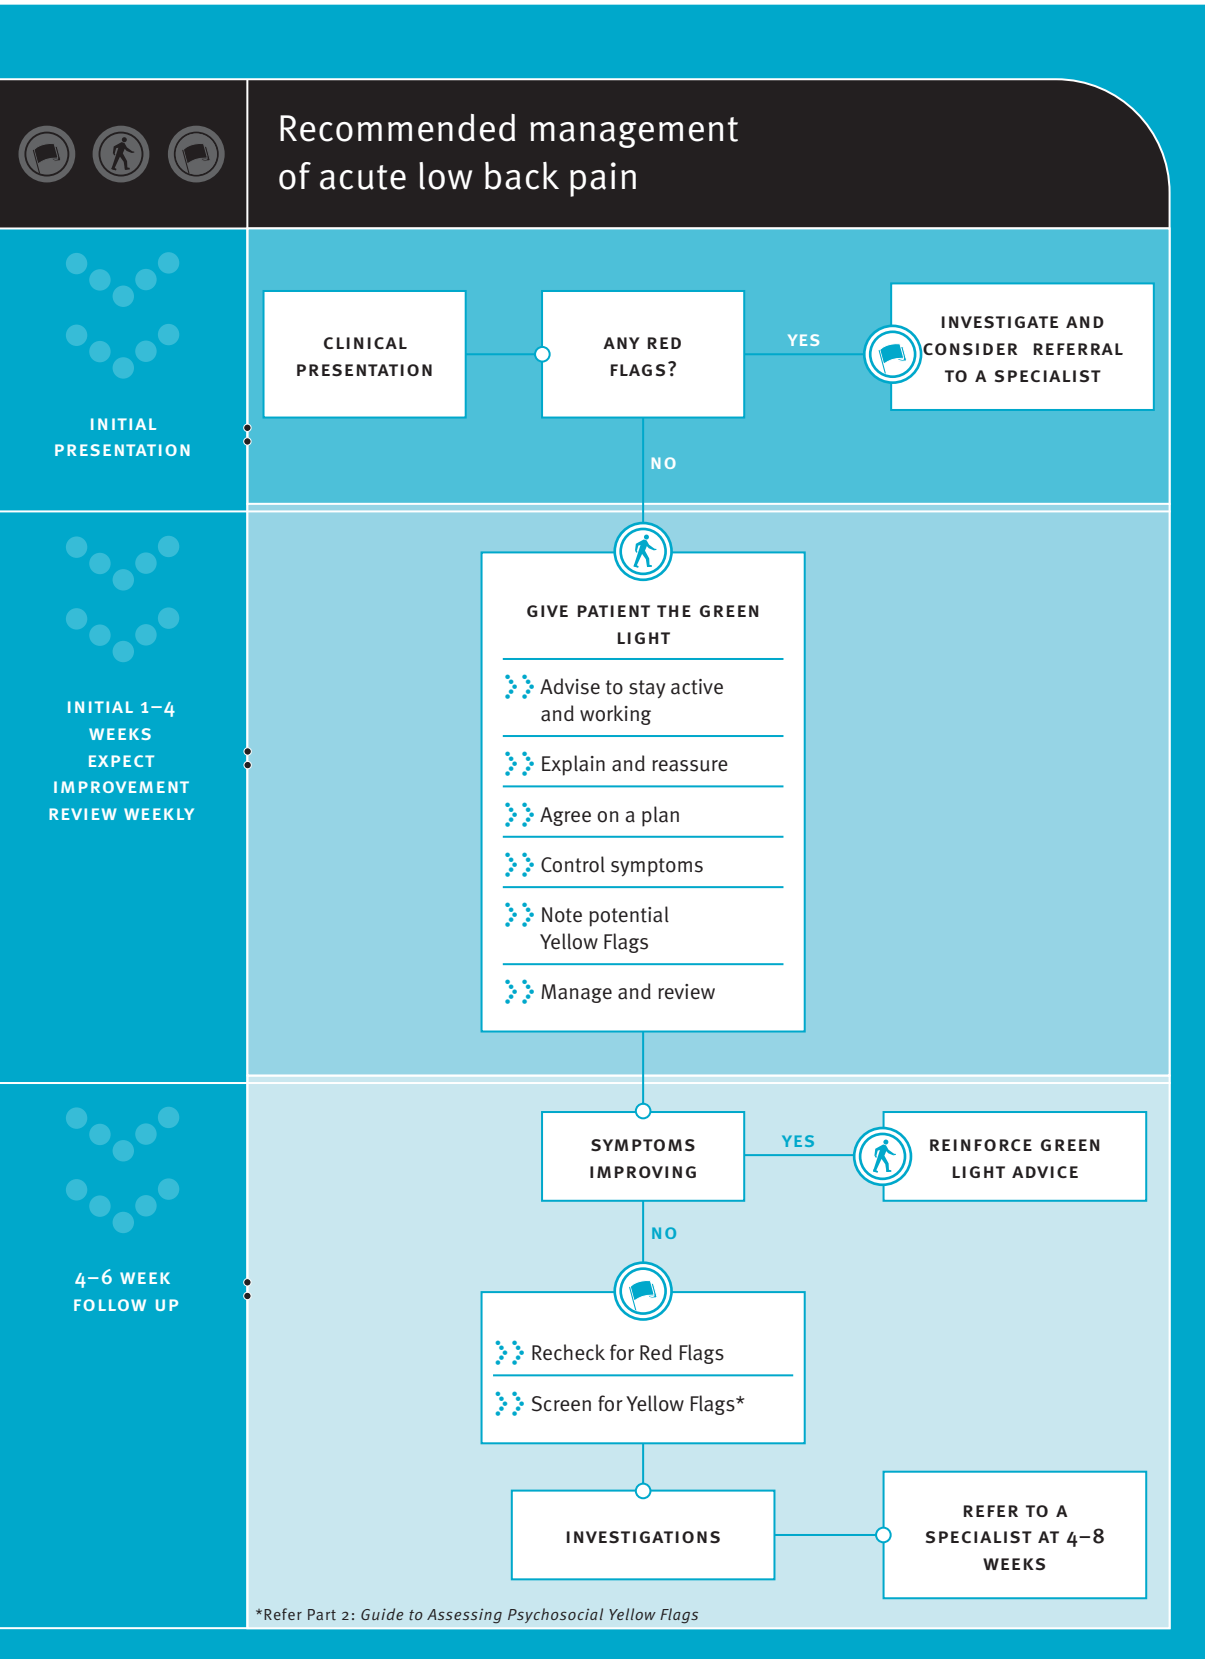 Recommended management
of acute low back pain
INITIAL
PRESENTATION
CLINICAL
PRESENTATION
ANY RED
FLAGS?
YES
INVESTIGATE AND
CONSIDER REFERRAL
TO A SPECIALIST
NO
INITIAL 1–4
WEEKS
EXPECT
IMPROVEMENT
REVIEW WEEKLY
GIVE PATIENT THE GREEN
LIGHT
Advise to stay active
and working
Explain and reassure
Agree on a plan
Control symptoms
Note potential
Yellow Flags
Manage and review
4–6 WEEK
FOLLOW UP
SYMPTOMS
IMPROVING
YES
REINFORCE GREEN
LIGHT ADVICE
NO
Recheck for Red Flags
Screen for Yellow Flags*
INVESTIGATIONS
REFER TO A
SPECIALIST AT 4–8
WEEKS
*Refer Part 2: Guide to Assessing Psychosocial Yellow Flags